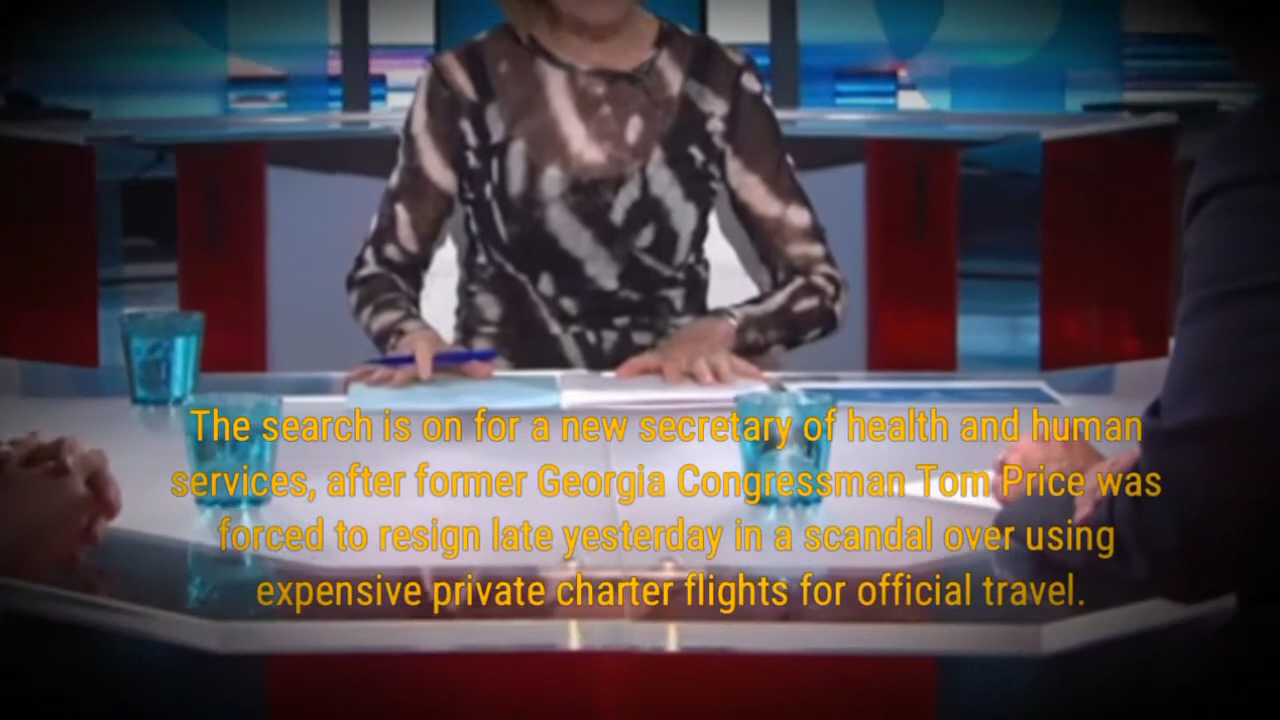 The search is on for a new secretary of health and human
services, after former Georgia Congressman Tom Price was
forced to resign late yesterday in a scandal over using
expensive private charter flights for official travel.